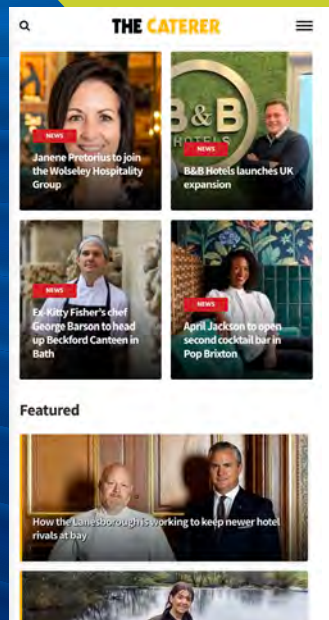 THE CATERER
NEWS
Janene Pretorius to join
the Wolseley Hospitality
Group
B&B
HOTELS
NEWS
B&B Hotels launches UK
expansion
NEWS
Ex-Kitty Fisher's chef
George Barson to head
up Beckford Canteen in
Bath
NEWS
April Jackson to open
second cocktail bar in
Pop Brixton
Featured
How the Lanesborough is working to keep newer hotel
rivals at bay